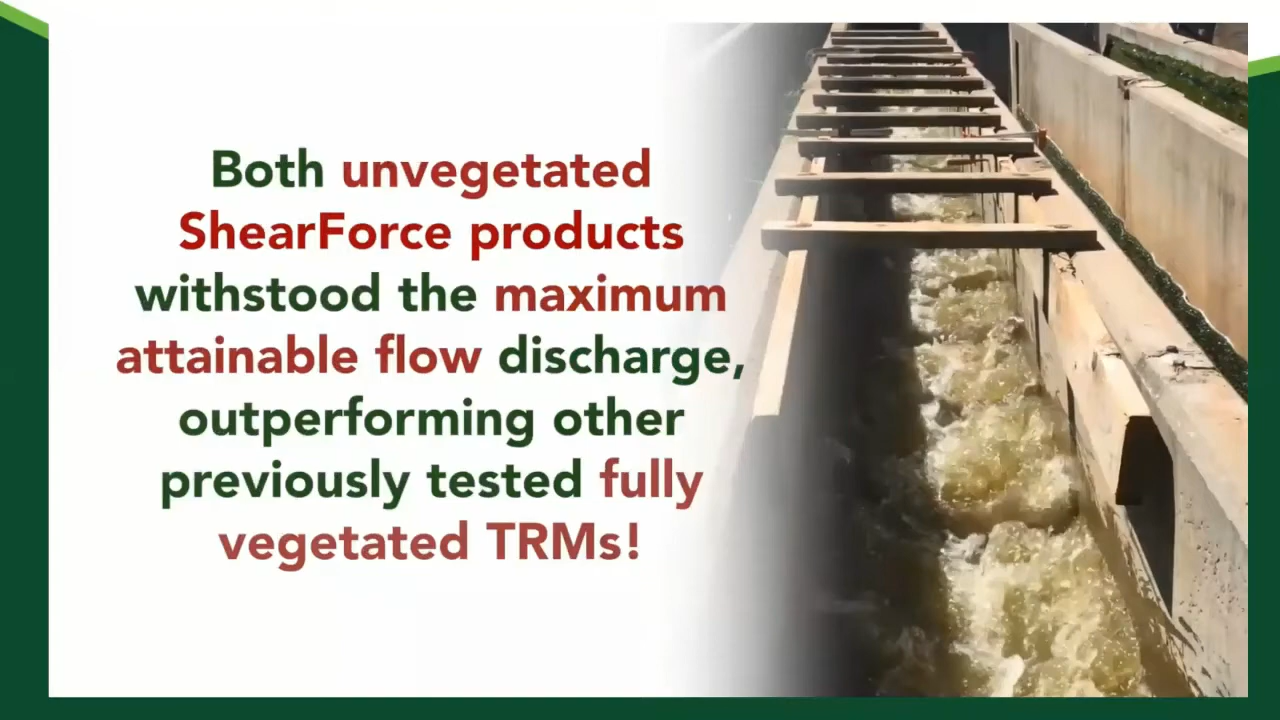 Both unvegetated
ShearForce products
withstood the maximum
attainable flow discharge,
outperforming other
previously tested fully
vegetated TRMs!